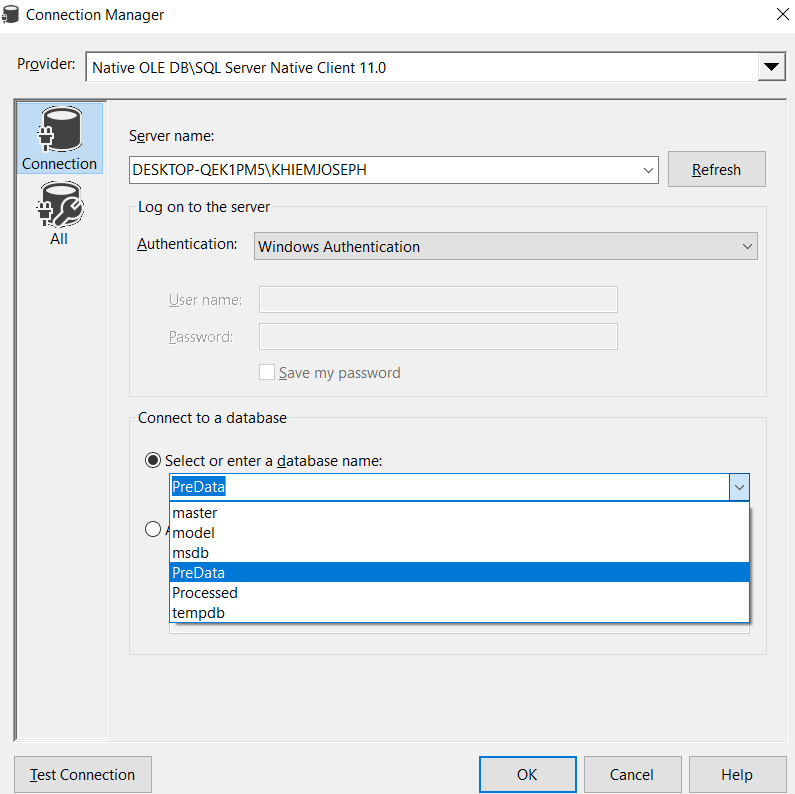 Connection Manager
Provider: Native OLE DB\SQL Server Native Client 11.0
Connection
All
Server name:
DESKTOP-QEK1PM5\KHIEMJOSEPH
Refresh
Log on to the server
Authentication: Windows Authentication
User name:
Password:
Save my password
Connect to a database
Select or enter a database name:
PreData
master
model
msdb
PreData
Processed
tempdb
Test Connection
OK
Cancel
Help